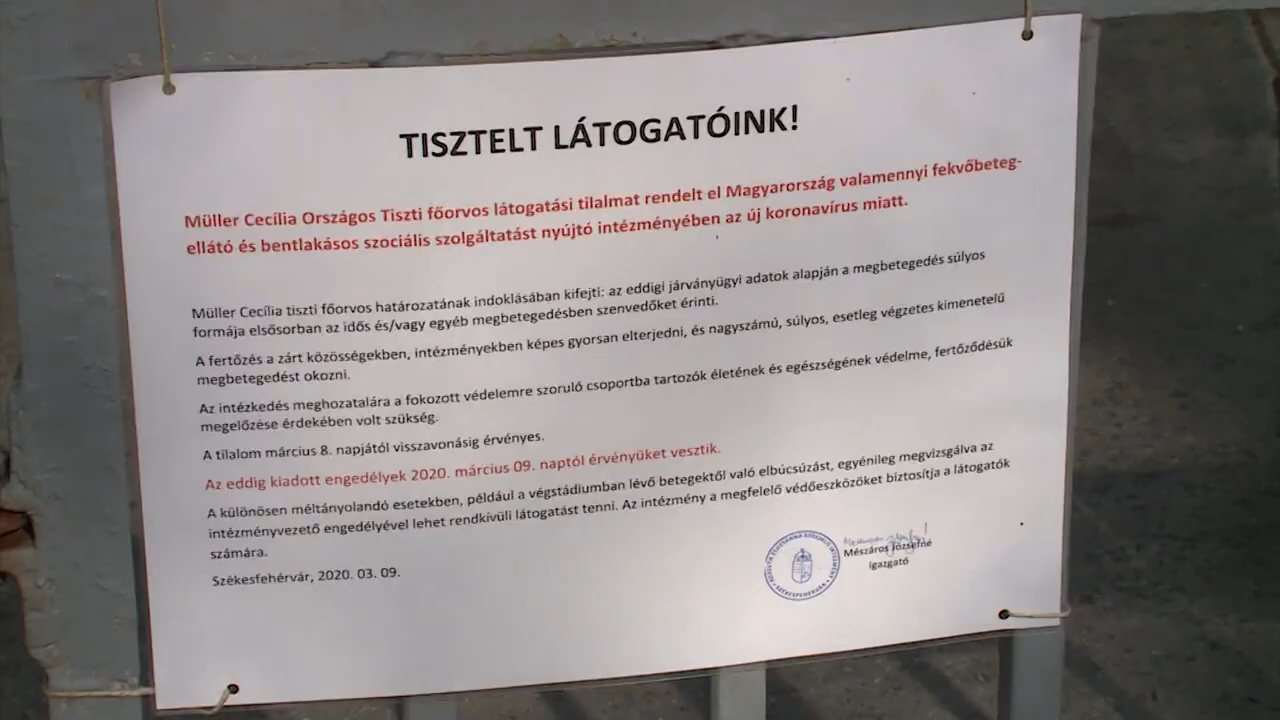 TISZTELT LÁTOGATÓINK!
Müller Cecília Országos Tiszti főorvos látogatási tilalmat rendelt el Magyarország valamennyi fekvőbeteg-
ellátó és bentlakásos szociális szolgáltatást nyújtó intézményében az új koronavírus miatt.
Müller Cecília tiszti főorvos határozatának indoklásában kifejti: az eddigi járványügyi adatok alapján a megbetegedés súlyos
formája elsősorban az idős és/vagy egyéb megbetegedésben szenvedőket érinti.
A fertőzés a zárt közösségekben, intézményekben képes gyorsan elterjedni, és nagyszámú, súlyos, esetleg végzetes kimenetelű
megbetegedést okozni.
Az intézkedés meghozatalára a fokozott védelemre szoruló csoportba tartozók életének és egészségének védelme, fertőződésük
megelőzése érdekében volt szükség.
A tilalom március 8. napjától visszavonásig érvényes.
Az eddig kiadott engedélyek 2020. március 09. naptól érvényüket vesztik.
A különösen méltányolandó esetekben, például a végstádiumban lévő betegektől való elbúcsúzást, egyénileg megvizsgálva az
intézményvezető engedélyével lehet rendkívüli látogatást tenni. Az intézmény a megfelelő védőeszközöket biztosítja a látogatók
számára.
Székesfehérvár, 2020. 03. 09.
Mészáros Józsefné
igazgató